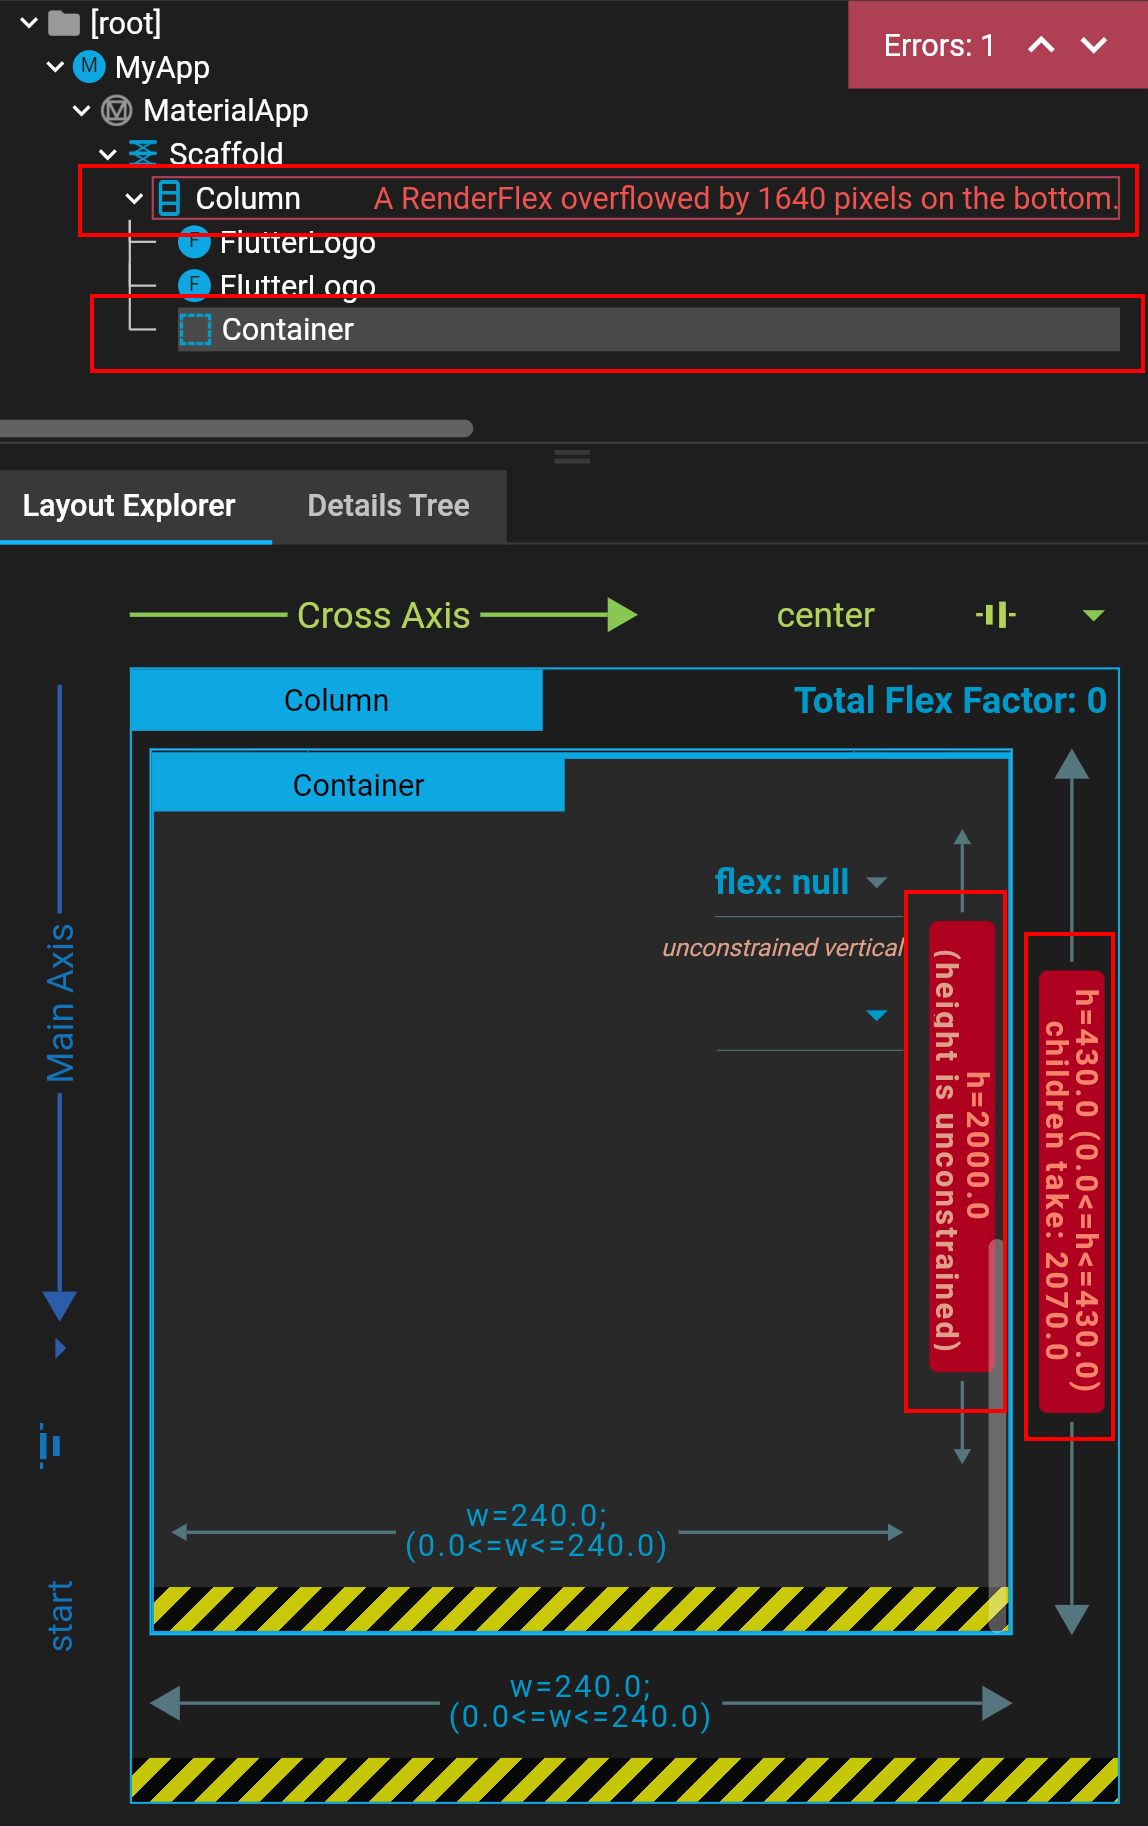 [root]
Errors: 1
M MyApp
MaterialApp
Scaffold
Column A RenderFlex overflowed by 1640 pixels on the bottom.
F FlutterLogo
F FlutterLogo
Container
Layout Explorer Details Tree
Cross Axis center
Column Total Flex Factor: 0
Container
flex: null
unconstrained vertical
Main Axis
h=2000.0
(height is unconstrained)
h=430.0 (0.0<=h<=430.0)
children take: 2070.0
w=240.0;
(0.0<=w<=240.0)
start
w=240.0;
(0.0<=w<=240.0)